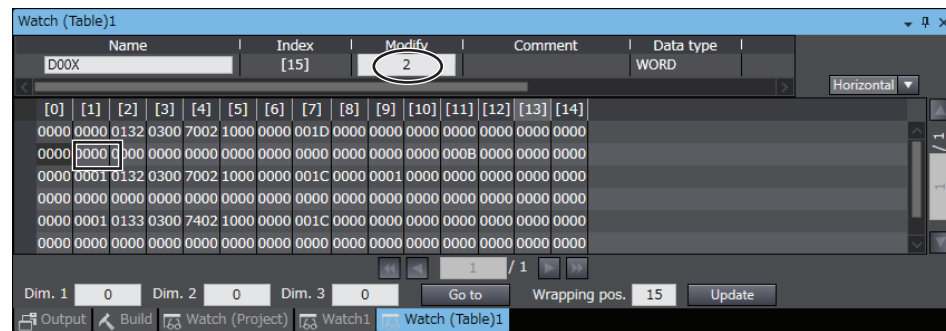 Watch (Table)1
Name Index Modify Comment Data type
D00X [15] 2 WORD
Horizontal
[0] [1] [2] [3] [4] [5] [6] [7] [8] [9] [10] [11] [12] [13] [14]
0000 0000 0132 0300 7002 1000 0000 001D 0000 0000 0000 0000 0000 0000 0000
0000 0000 0000 0000 0000 0000 0000 0000 0000 0000 0000 000B 0000 0000 0000
0000 0001 0132 0300 7002 1000 0000 001C 0000 0001 0000 0000 0000 0000 0000
0000 0000 0000 0000 0000 0000 0000 0000 0000 0000 0000 0000 0000 0000 0000
0000 0001 0133 0300 7402 1000 0000 001C 0000 0000 0000 0000 0000 0000 0000
0000 0000 0000 0000 0000 0000 0000 0000 0000 0000 0000 0000 0000 0000 0000
1 / 1
1 / 1
Dim. 1 0 Dim. 2 0 Dim. 3 0 Go to Wrapping pos. 15 Update
Output Build Watch (Project) Watch1 Watch (Table)1